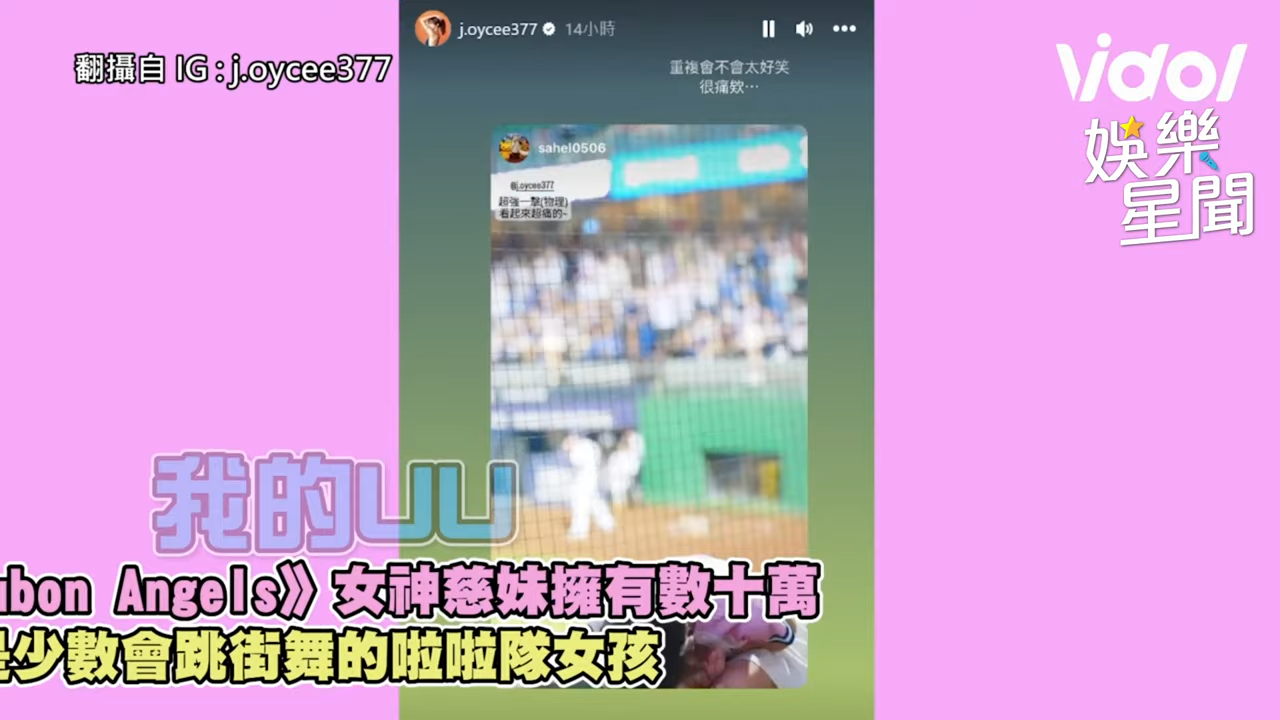 翻攝自 IG : j.oycee377
j.oycee377
14小時
重複會不會太好笑
很痛欸…
sahel0506
@j.oycee377
超強一擊(物理)
看起來超痛的~
Vidol
娛樂
星聞
我的UU
ubon Angels》女神慈妹擁有數十萬
是少數會跳街舞的啦啦隊女孩